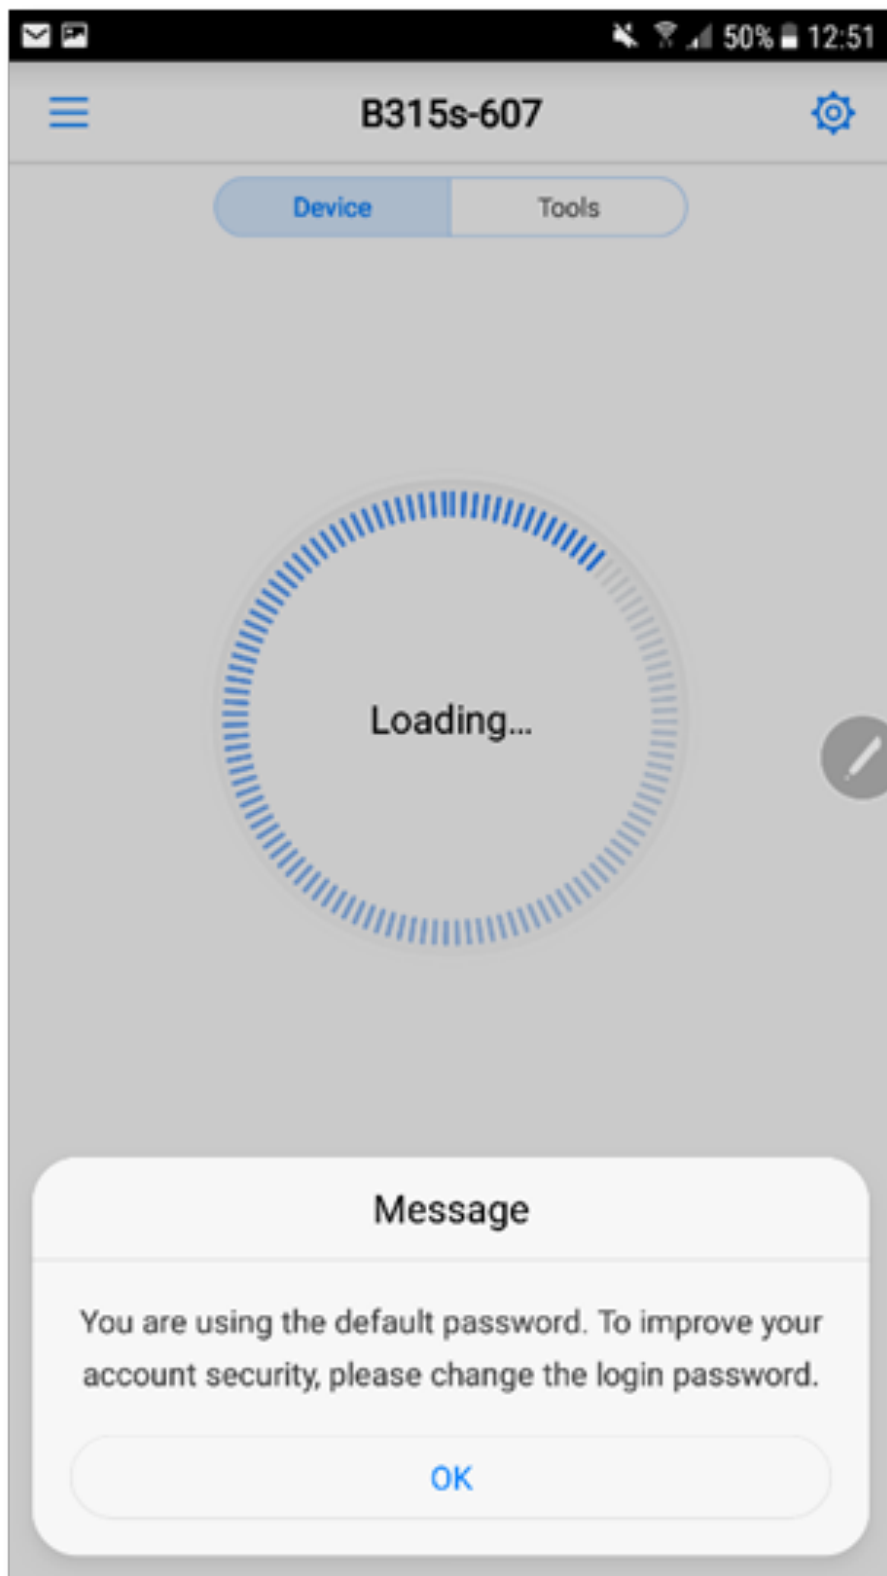 50% 12:51
B315s-607
Device Tools
Loading...
Message
You are using the default password. To improve your
account security, please change the login password.
OK